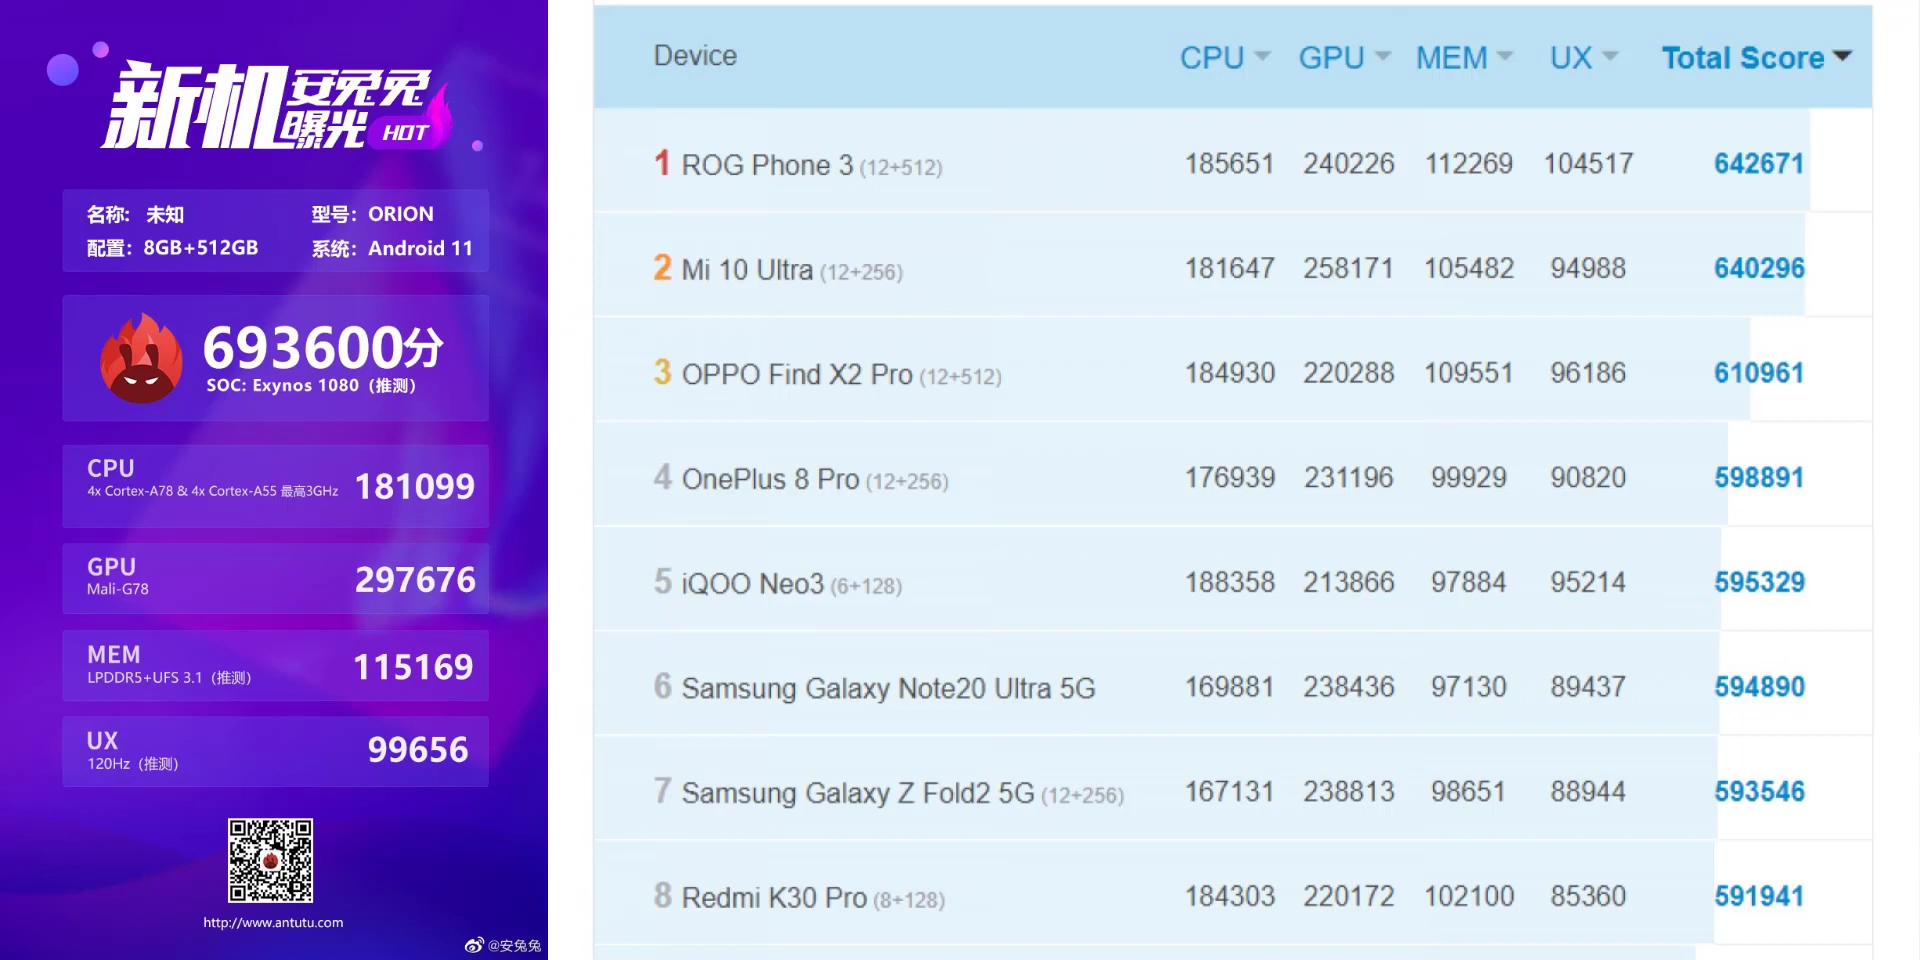 新机 安兔兔
曝光 HOT
名称： 未知 型号：ORION
配置：8GB+512GB 系统：Android 11
693600分
SOC: Exynos 1080（推测）
CPU
4x Cortex-A78 & 4x Cortex-A55 最高3GHz 181099
GPU
Mali-G78 297676
MEM
LPDDR5+UFS 3.1（推测） 115169
UX
120Hz（推测） 99656
http://www.antutu.com
@安兔兔
Device CPU GPU MEM UX Total Score
1 ROG Phone 3 (12+512) 185651 240226 112269 104517 642671
2 Mi 10 Ultra (12+256) 181647 258171 105482 94988 640296
3 OPPO Find X2 Pro (12+512) 184930 220288 109551 96186 610961
4 OnePlus 8 Pro (12+256) 176939 231196 99929 90820 598891
5 iQOO Neo3 (6+128) 188358 213866 97884 95214 595329
6 Samsung Galaxy Note20 Ultra 5G 169881 238436 97130 89437 594890
7 Samsung Galaxy Z Fold2 5G (12+256) 167131 238813 98651 88944 593546
8 Redmi K30 Pro (8+128) 184303 220172 102100 85360 591941